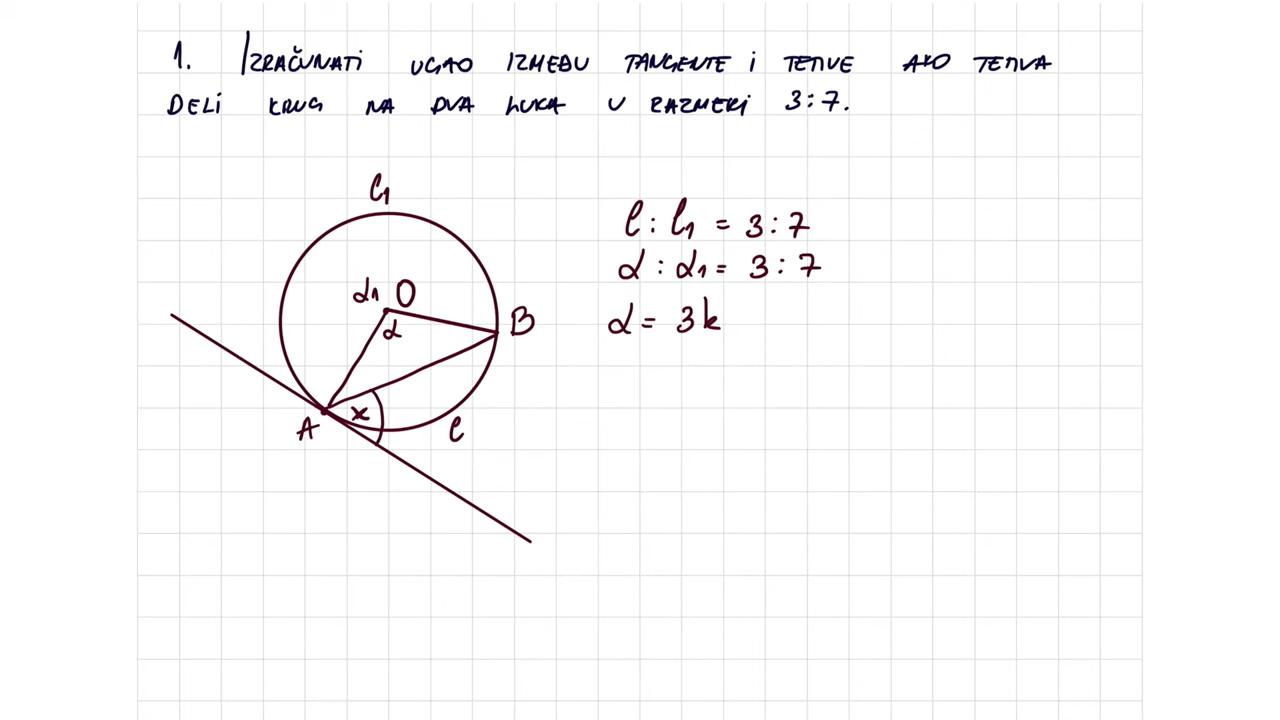 1. IZRAČUNATI UGAO IZMEĐU TANGENTE I TETIVE AKO TETIVA
DELI KRUG NA DVA LUKA U RAZMERI 3:7.
l1
l : l1 = 3:7
α : α1 = 3:7
α1 O
α
B
α = 3k
A
x
l